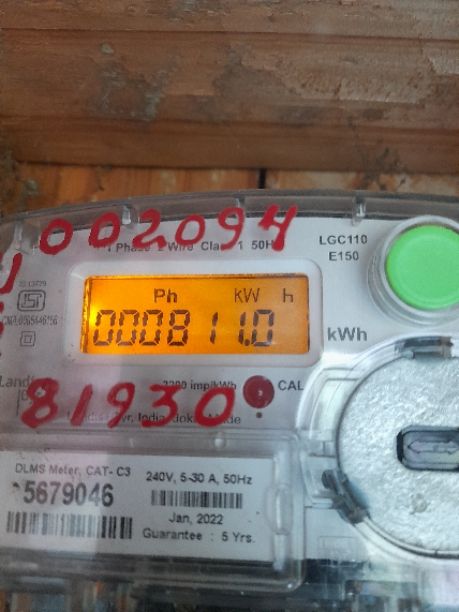 002094
1 Phase 2 Wire Class 1 50Hz
LGC110
E150
Ph kW h
000811.0
kWh
3200 imp/kWh
CAL
81930
DLMS Meter, CAT- C3
240V, 5-30 A, 50Hz
5679046
Jan, 2022
Guarantee : 5 Yrs.